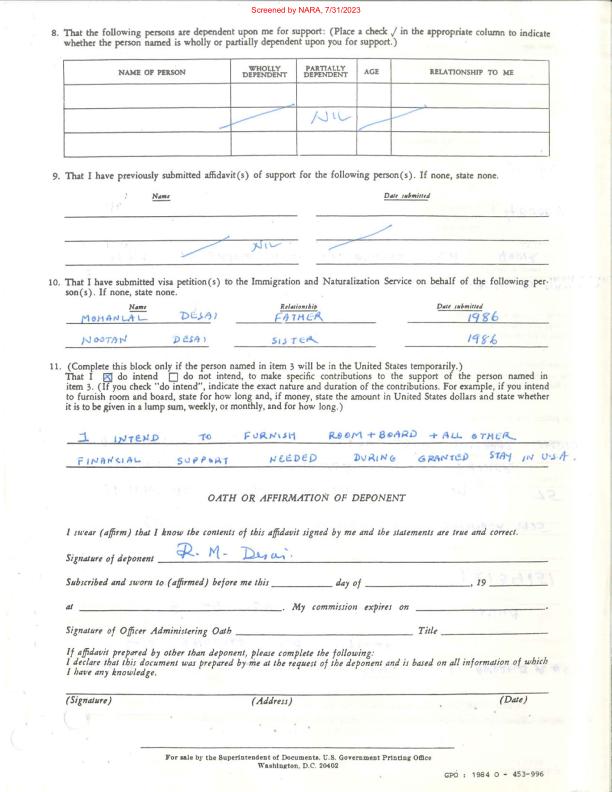 Screened by NARA, 7/31/2023
8. That the following persons are dependent upon me for support: (Place a check √ in the appropriate column to indicate
whether the person named is wholly or partially dependent upon you for support.)
NAME OF PERSON WHOLLY DEPENDENT PARTIALLY DEPENDENT AGE RELATIONSHIP TO ME
NIL
9. That I have previously submitted affidavit(s) of support for the following person(s). If none, state none.
Name Date submitted
NIL
10. That I have submitted visa petition(s) to the Immigration and Naturalization Service on behalf of the following per-
son(s). If none, state none.
Name Relationship Date submitted
MOHANLAL DESAI FATHER 1986
NOOTAN DESAI SISTER 1986
11. (Complete this block only if the person named in item 3 will be in the United States temporarily.)
That I ☒ do intend ☐ do not intend, to make specific contributions to the support of the person named in
item 3. (If you check "do intend", indicate the exact nature and duration of the contributions. For example, if you intend
to furnish room and board, state for how long and, if money, state the amount in United States dollars and state whether
it is to be given in a lump sum, weekly, or monthly, and for how long.)
I INTEND TO FURNISH ROOM + BOARD + ALL OTHER
FINANCIAL SUPPORT NEEDED DURING GRANTED STAY IN U.S.A.
OATH OR AFFIRMATION OF DEPONENT
I swear (affirm) that I know the contents of this affidavit signed by me and the statements are true and correct.
Signature of deponent R. M. Desai.
Subscribed and sworn to (affirmed) before me this ____ day of ____, 19 ____
at ____. My commission expires on ____.
Signature of Officer Administering Oath ____ Title ____
If affidavit prepared by other than deponent, please complete the following:
I declare that this document was prepared by me at the request of the deponent and is based on all information of which
I have any knowledge.
(Signature) (Address) (Date)
For sale by the Superintendent of Documents, U.S. Government Printing Office
Washington, D.C. 20402
GPO : 1984 O - 453-996